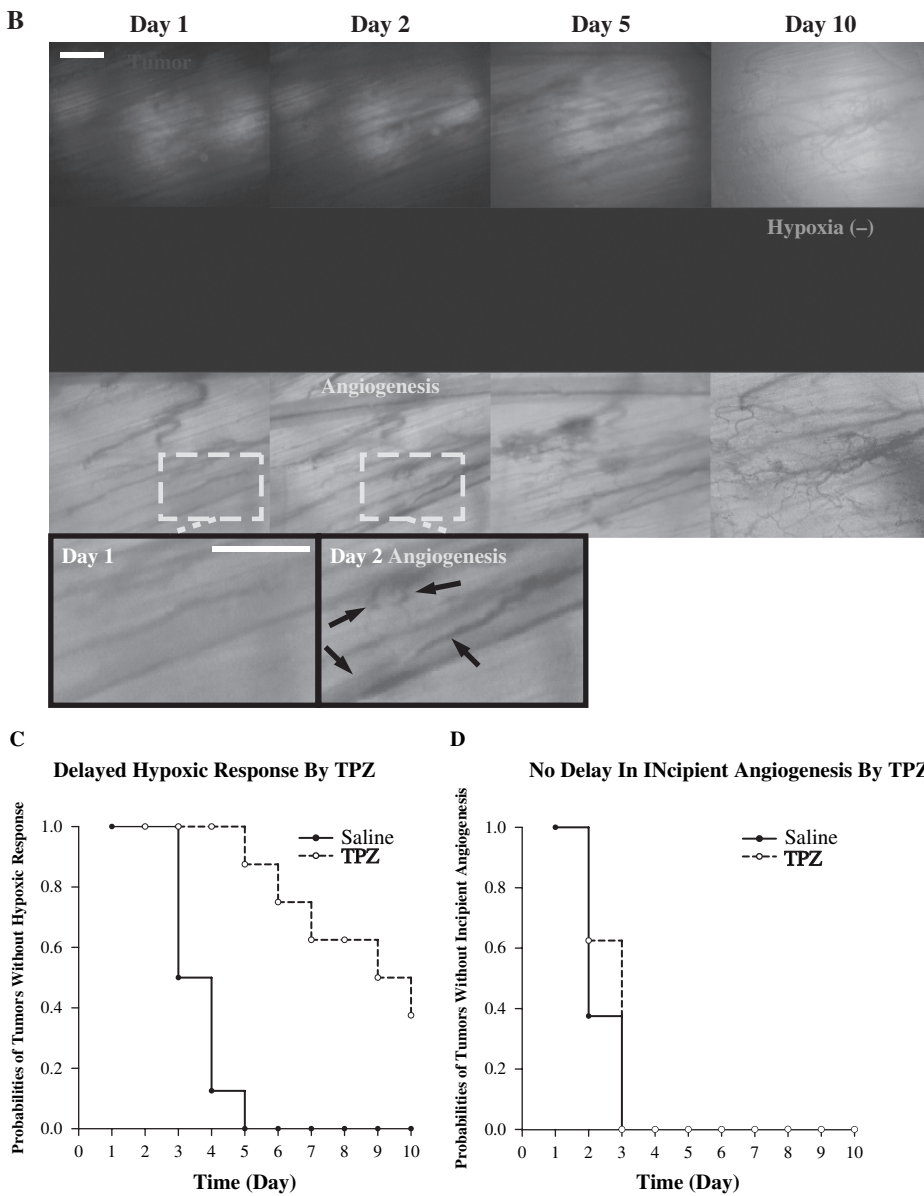 B
Day 1
Day 2
Day 5
Day 10
Tumor
Hypoxia (–)
Angiogenesis
Day 1
Day 2 Angiogenesis
C
Delayed Hypoxic Response By TPZ
Probabilities of Tumors Without Hypoxic Response
1.0
0.8
0.6
0.4
0.2
0.0
Saline
TPZ
0 1 2 3 4 5 6 7 8 9 10
Time (Day)
D
No Delay In INcipient Angiogenesis By TPZ
Probabilities of Tumors Without Incipient Angiogenesis
1.0
0.8
0.6
0.4
0.2
0.0
Saline
TPZ
0 1 2 3 4 5 6 7 8 9 10
Time (Day)